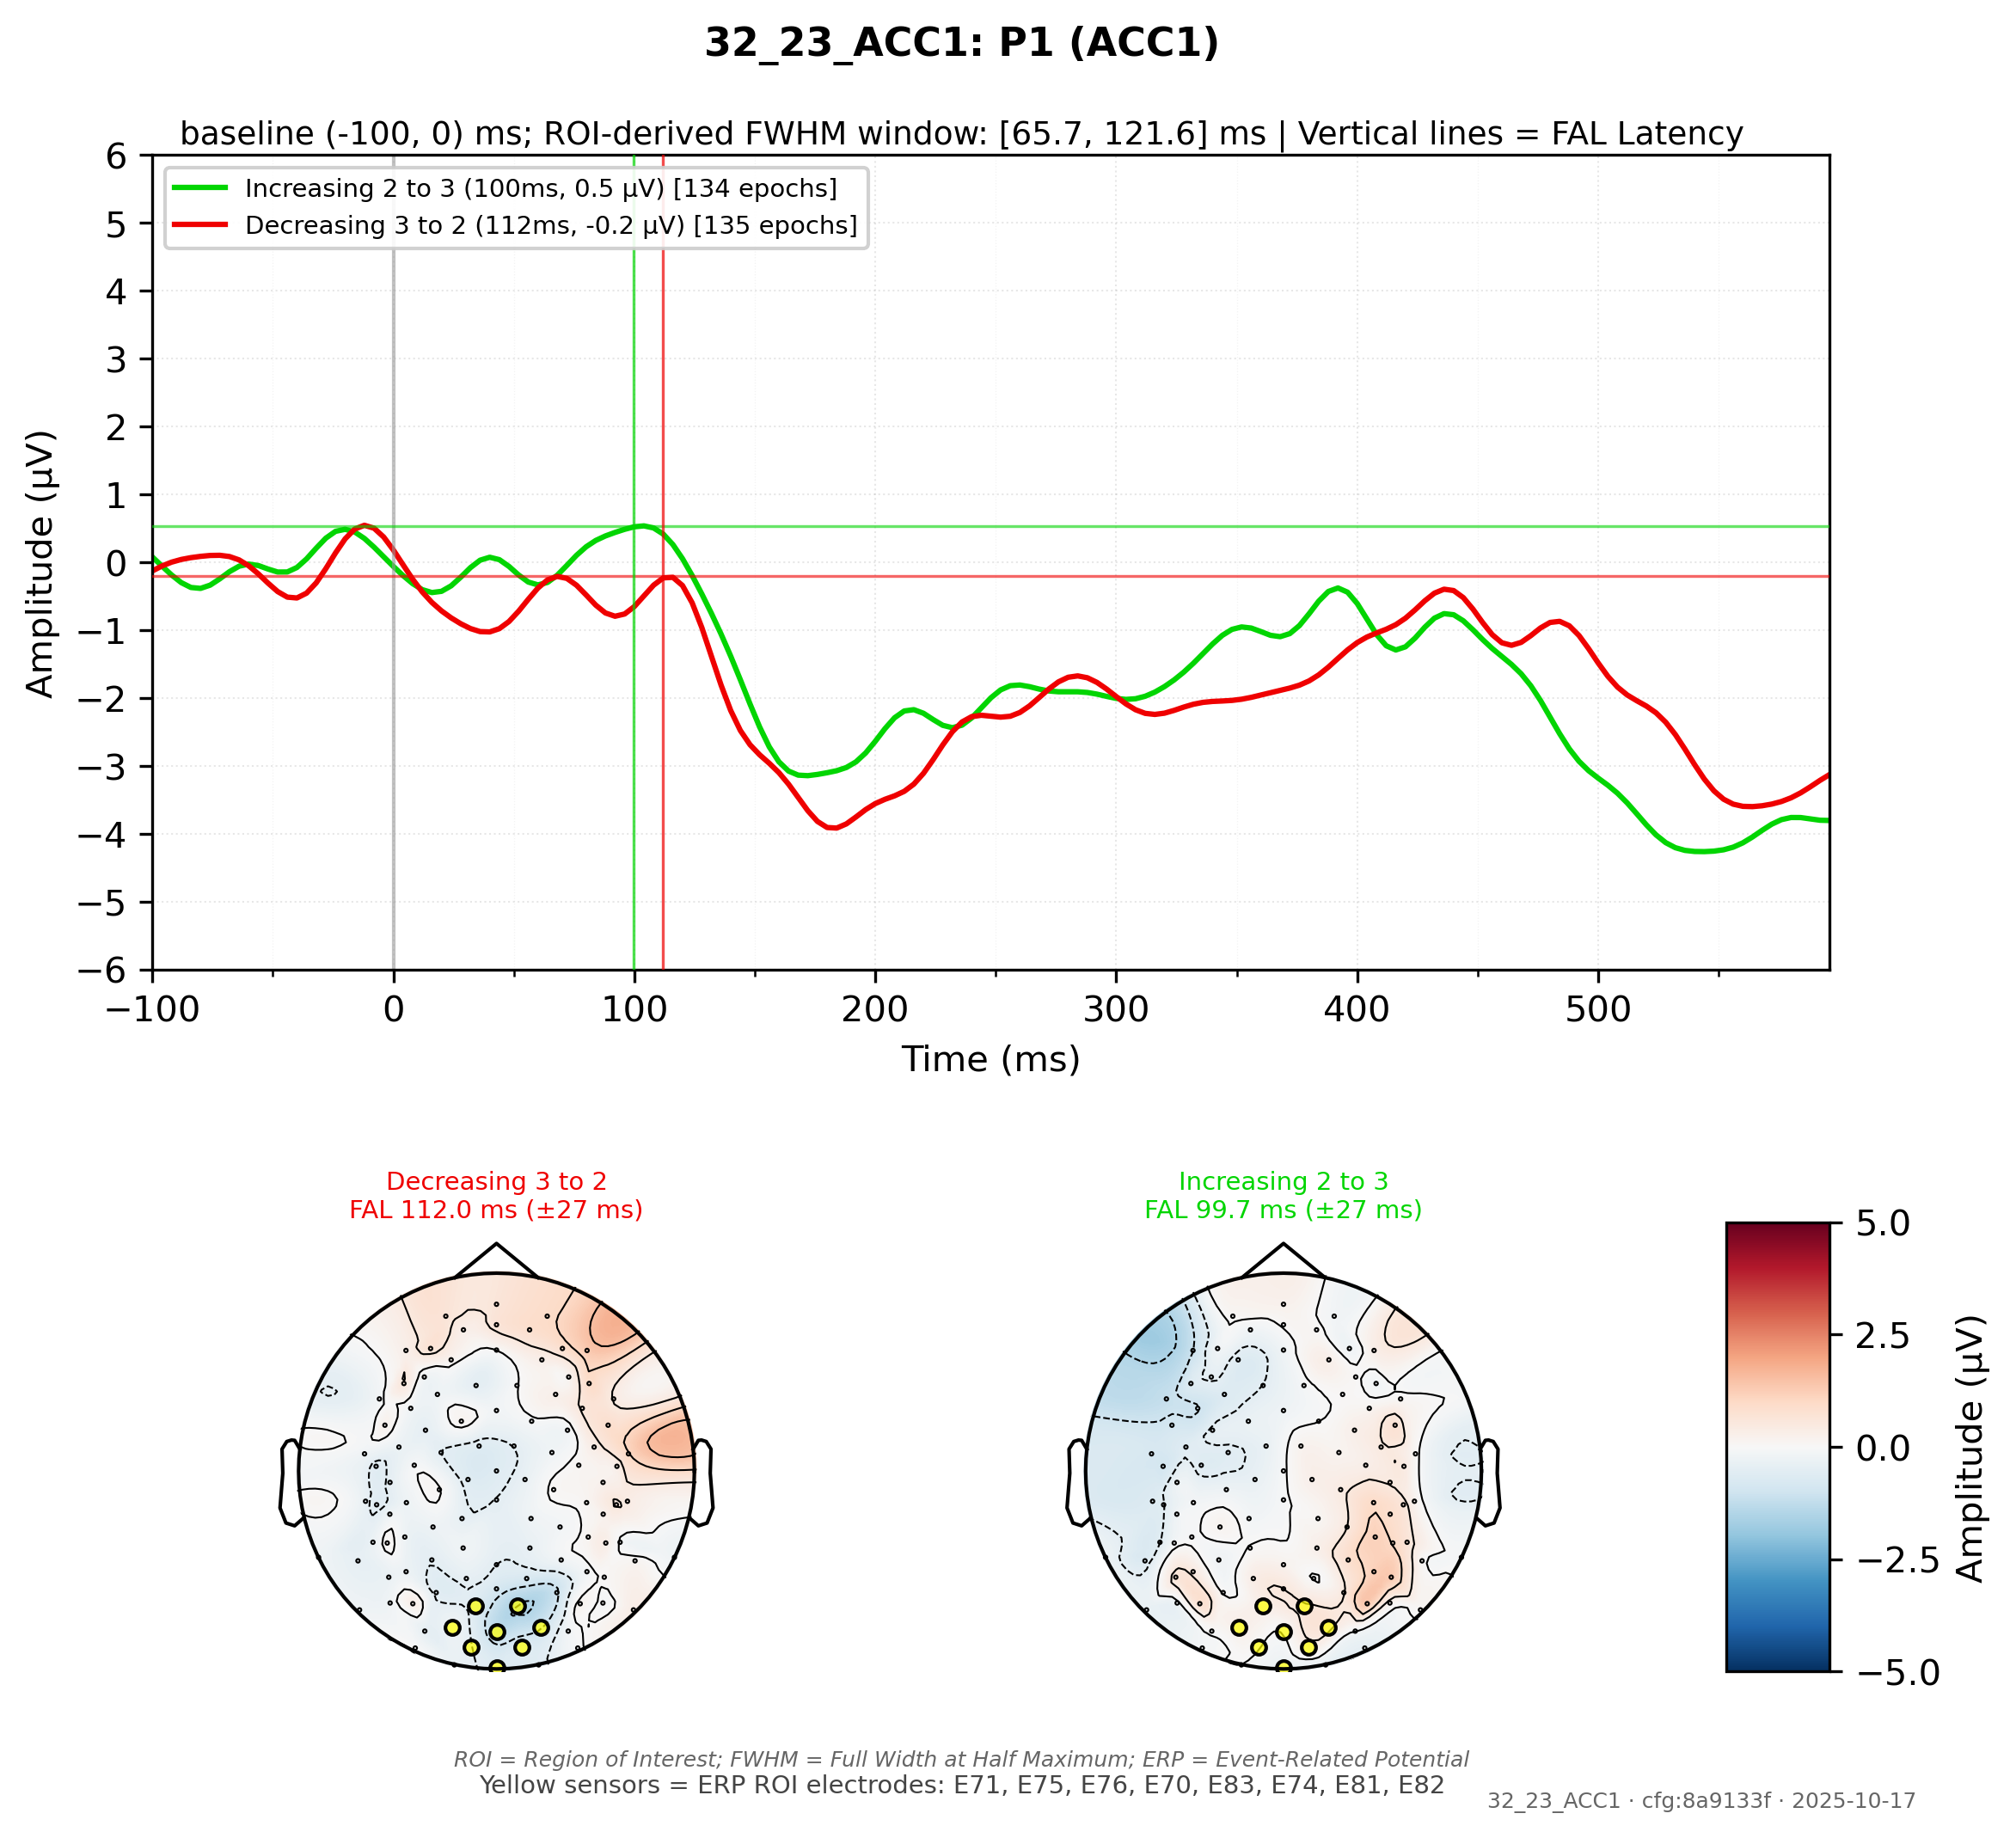 32_23_ACC1: P1 (ACC1)
baseline (-100, 0) ms; ROI-derived FWHM window: [65.7, 121.6] ms | Vertical lines = FAL Latency
Increasing 2 to 3 (100ms, 0.5 µV) [134 epochs]
Decreasing 3 to 2 (112ms, -0.2 µV) [135 epochs]
Amplitude (µV)
6
5
4
3
2
1
0
−1
−2
−3
−4
−5
−6
−100 0 100 200 300 400 500
Time (ms)
Decreasing 3 to 2
FAL 112.0 ms (±27 ms)
Increasing 2 to 3
FAL 99.7 ms (±27 ms)
5.0
2.5
0.0
−2.5
−5.0
Amplitude (µV)
ROI = Region of Interest; FWHM = Full Width at Half Maximum; ERP = Event-Related Potential
Yellow sensors = ERP ROI electrodes: E71, E75, E76, E70, E83, E74, E81, E82
32_23_ACC1 · cfg:8a9133f · 2025-10-17